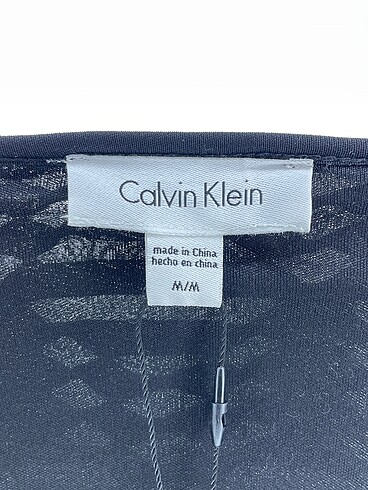 Calvin Klein
made in China
hecho en china
M/M